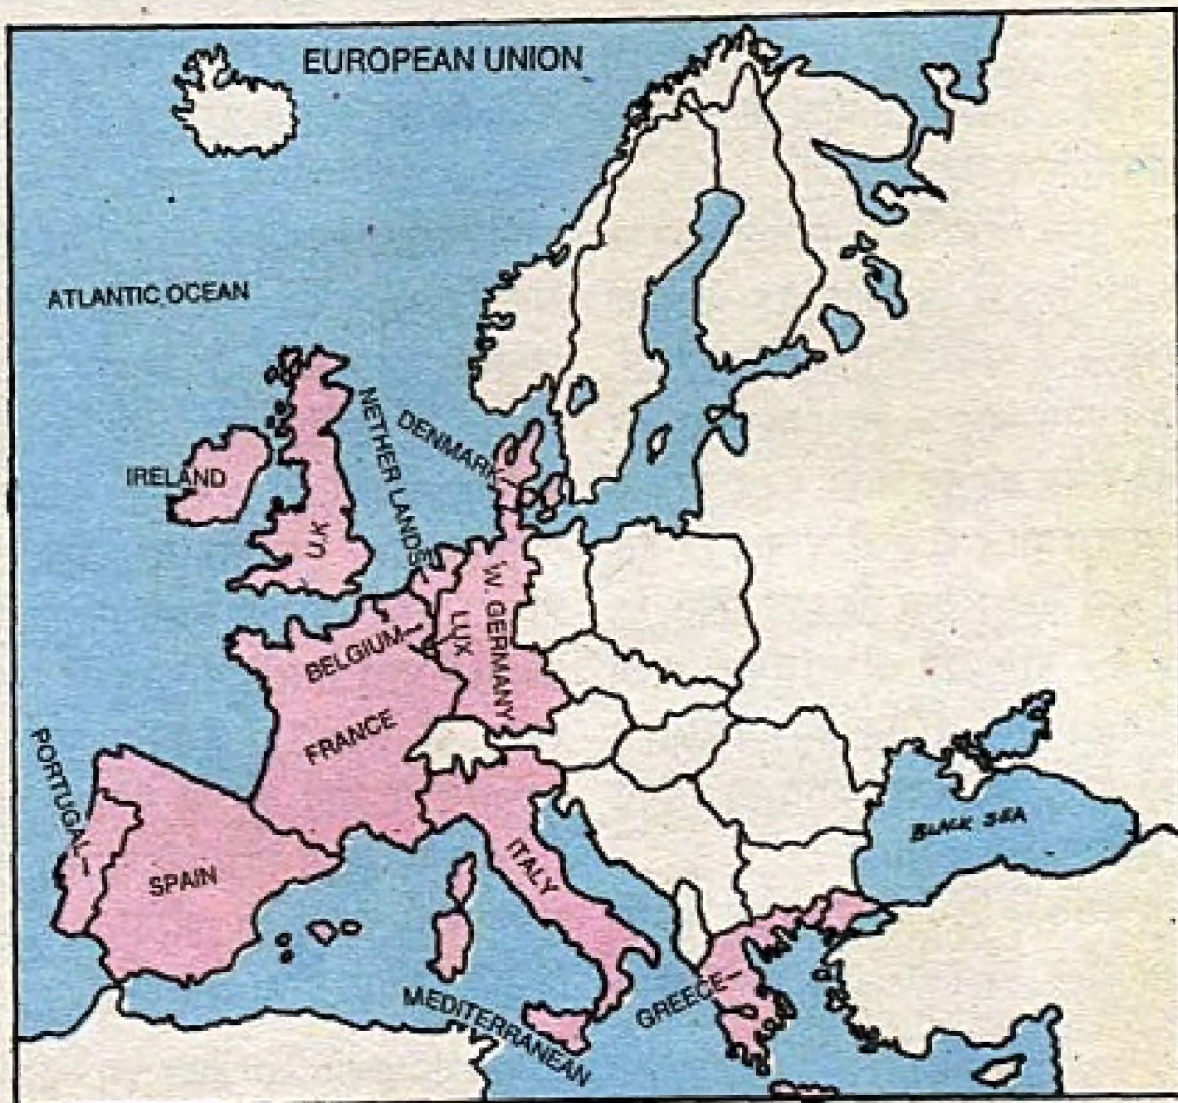 EUROPEAN UNION
ATLANTIC OCEAN
NETHER LANDS
DENMARK
IRELAND
U.K
W. GERMANY
LUX
BELGIUM
FRANCE
PORTUGAL
SPAIN
ITALY
BLACK SEA
GREECE
MEDITERRANEAN